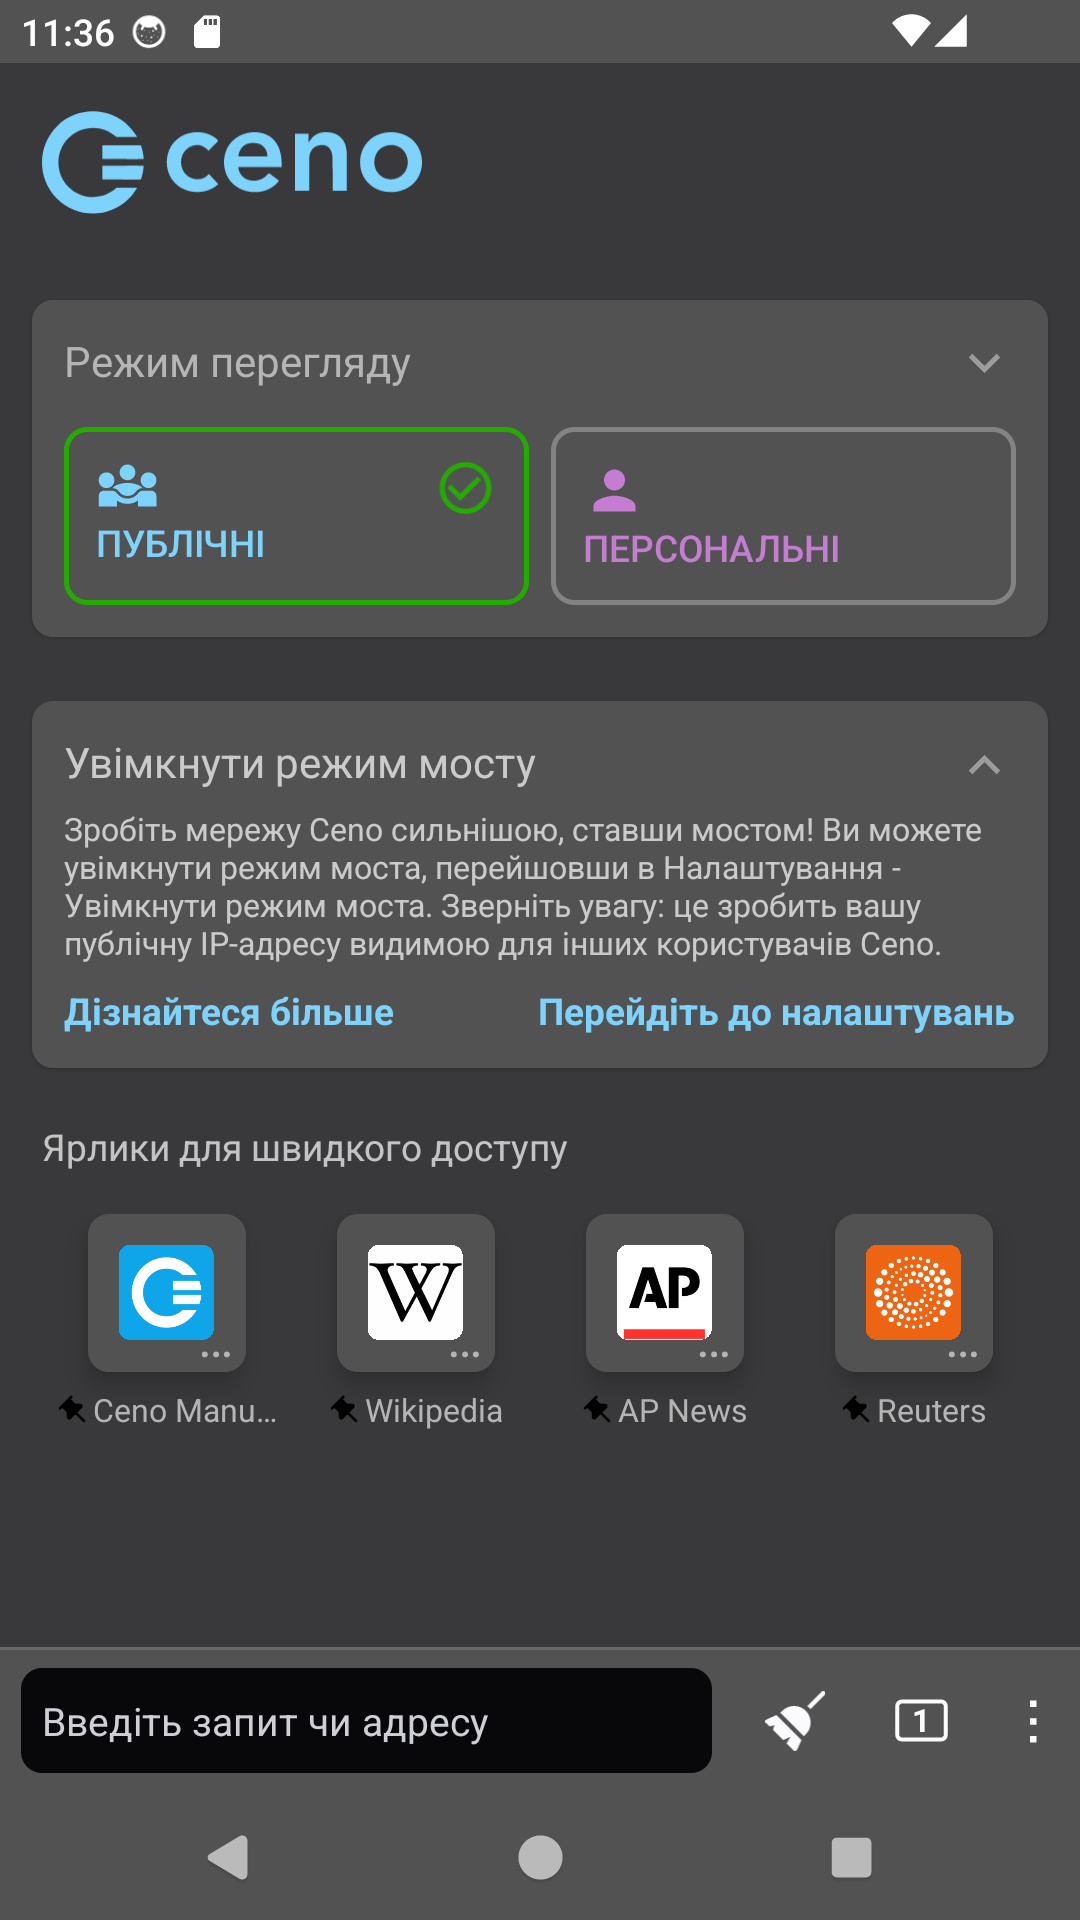 11:36
ceno
Режим перегляду
ПУБЛІЧНІ
ПЕРСОНАЛЬНІ
Увімкнути режим мосту
Зробіть мережу Ceno сильнішою, ставши мостом! Ви можете
увімкнути режим моста, перейшовши в Налаштування -
Увімкнути режим моста. Зверніть увагу: це зробить вашу
публічну IP-адресу видимою для інших користувачів Ceno.
Дізнайтеся більше
Перейдіть до налаштувань
Ярлики для швидкого доступу
W
AP
Ceno Manu…
Wikipedia
AP News
Reuters
Введіть запит чи адресу
1